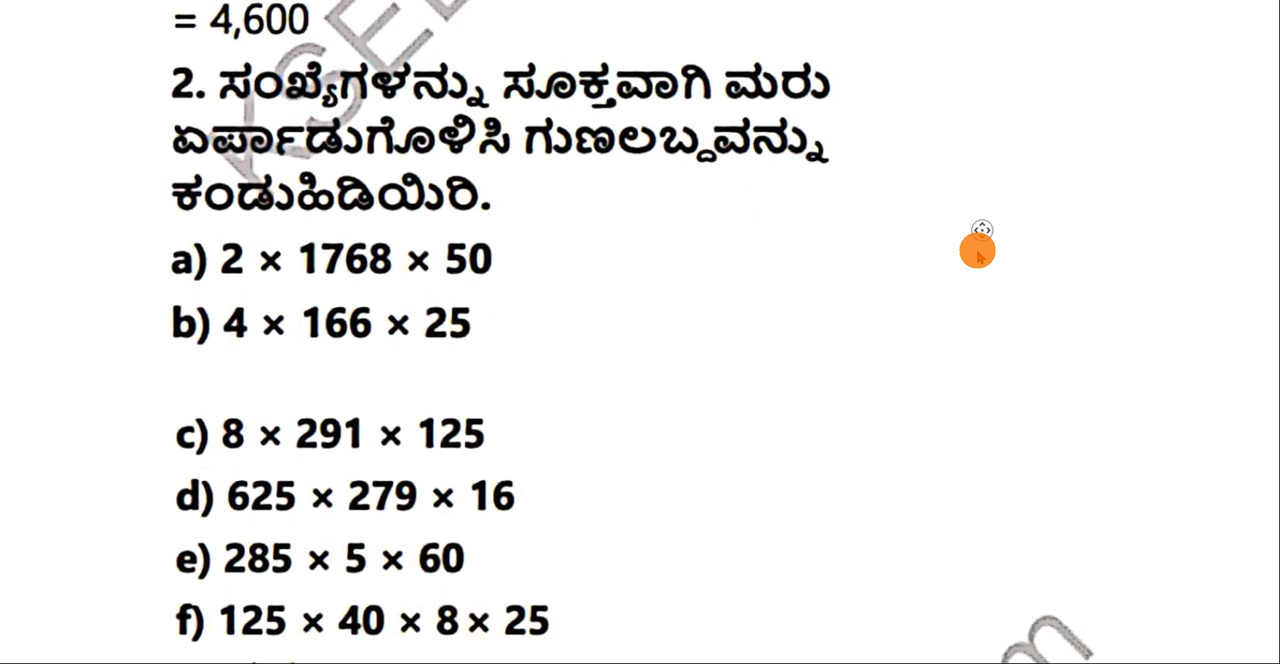 = 4,600
2. ಸಂಖ್ಯೆಗಳನ್ನು ಸೂಕ್ತವಾಗಿ ಮರು
ಏರ್ಪಾಡುಗೊಳಿಸಿ ಗುಣಲಬ್ದವನ್ನು
ಕಂಡುಹಿಡಿಯಿರಿ.
a) 2 × 1768 × 50
b) 4 × 166 × 25
c) 8 × 291 × 125
d) 625 × 279 × 16
e) 285 × 5 × 60
f) 125 × 40 × 8 × 25